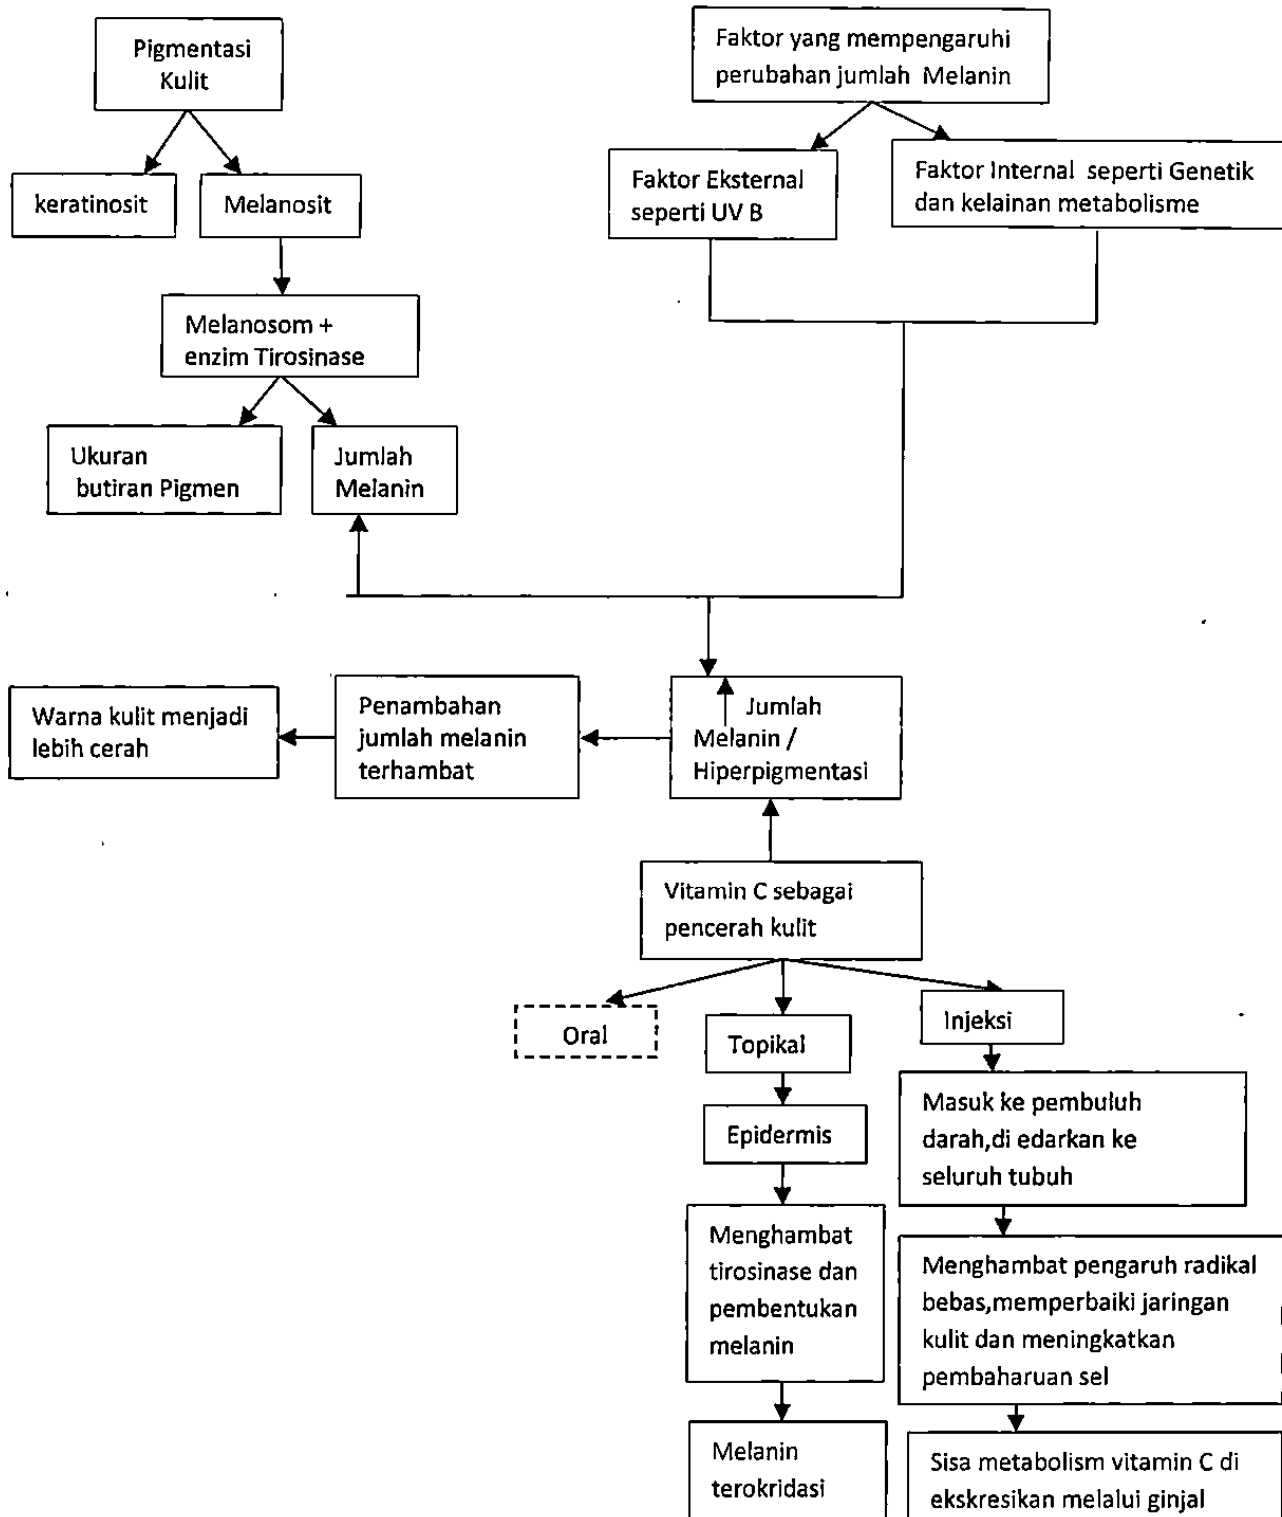 Pigmentasi
Kulit
Faktor yang mempengaruhi
perubahan jumlah Melanin
keratinosit
Melanosit
Faktor Eksternal
seperti UV B
Faktor Internal seperti Genetik
dan kelainan metabolisme
Melanosom +
enzim Tirosinase
Ukuran
butiran Pigmen
Jumlah
Melanin
Warna kulit menjadi
lebih cerah
Penambahan
jumlah melanin
terhambat
Jumlah
Melanin /
Hiperpigmentasi
Vitamin C sebagai
pencerah kulit
Oral
Topikal
Injeksi
Epidermis
Masuk ke pembuluh
darah,di edarkan ke
seluruh tubuh
Menghambat
tirosinase dan
pembentukan
melanin
Menghambat pengaruh radikal
bebas,memperbaiki jaringan
kulit dan meningkatkan
pembaharuan sel
Melanin
terokridasi
Sisa metabolism vitamin C di
ekskresikan melalui ginjal